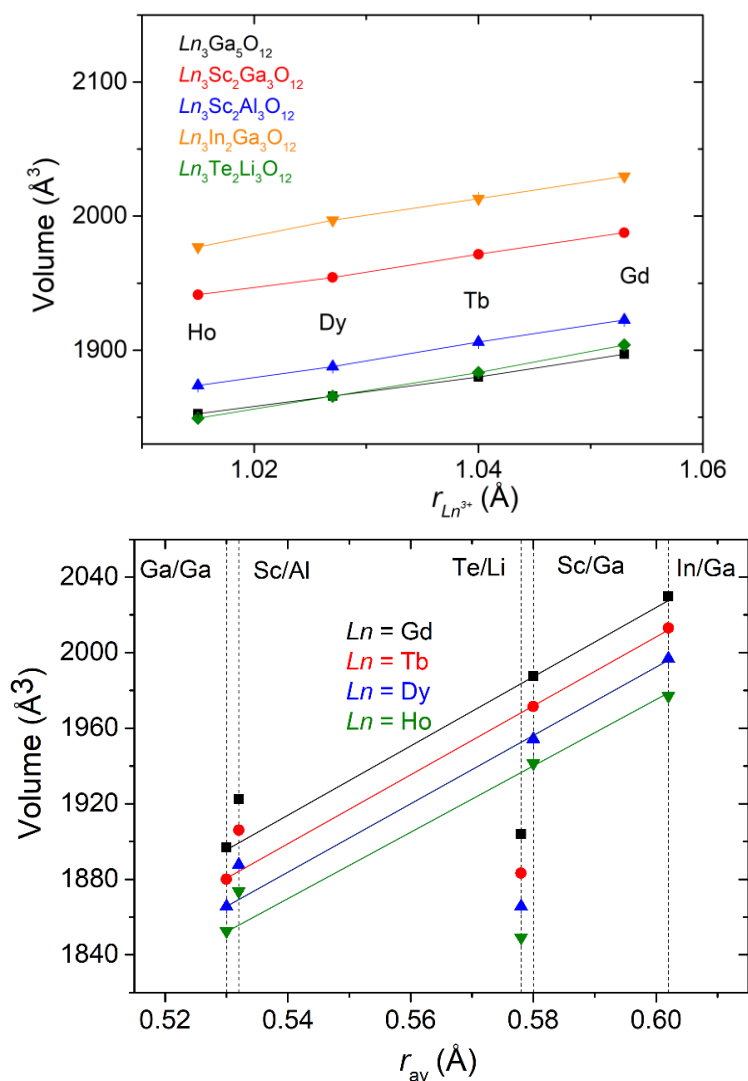 2100
2000
1900
Volume (Å³)
Ln₃Ga₅O₁₂
Ln₃Sc₂Ga₃O₁₂
Ln₃Sc₂Al₃O₁₂
Ln₃In₂Ga₃O₁₂
Ln₃Te₂Li₃O₁₂
Ho
Dy
Tb
Gd
1.02
1.04
1.06
r_Ln³⁺ (Å)
Ga/Ga
Sc/Al
Te/Li
Sc/Ga
In/Ga
Ln = Gd
Ln = Tb
Ln = Dy
Ln = Ho
2040
2000
1960
1920
1880
1840
Volume (Å³)
0.52
0.54
0.56
0.58
0.60
r_av (Å)